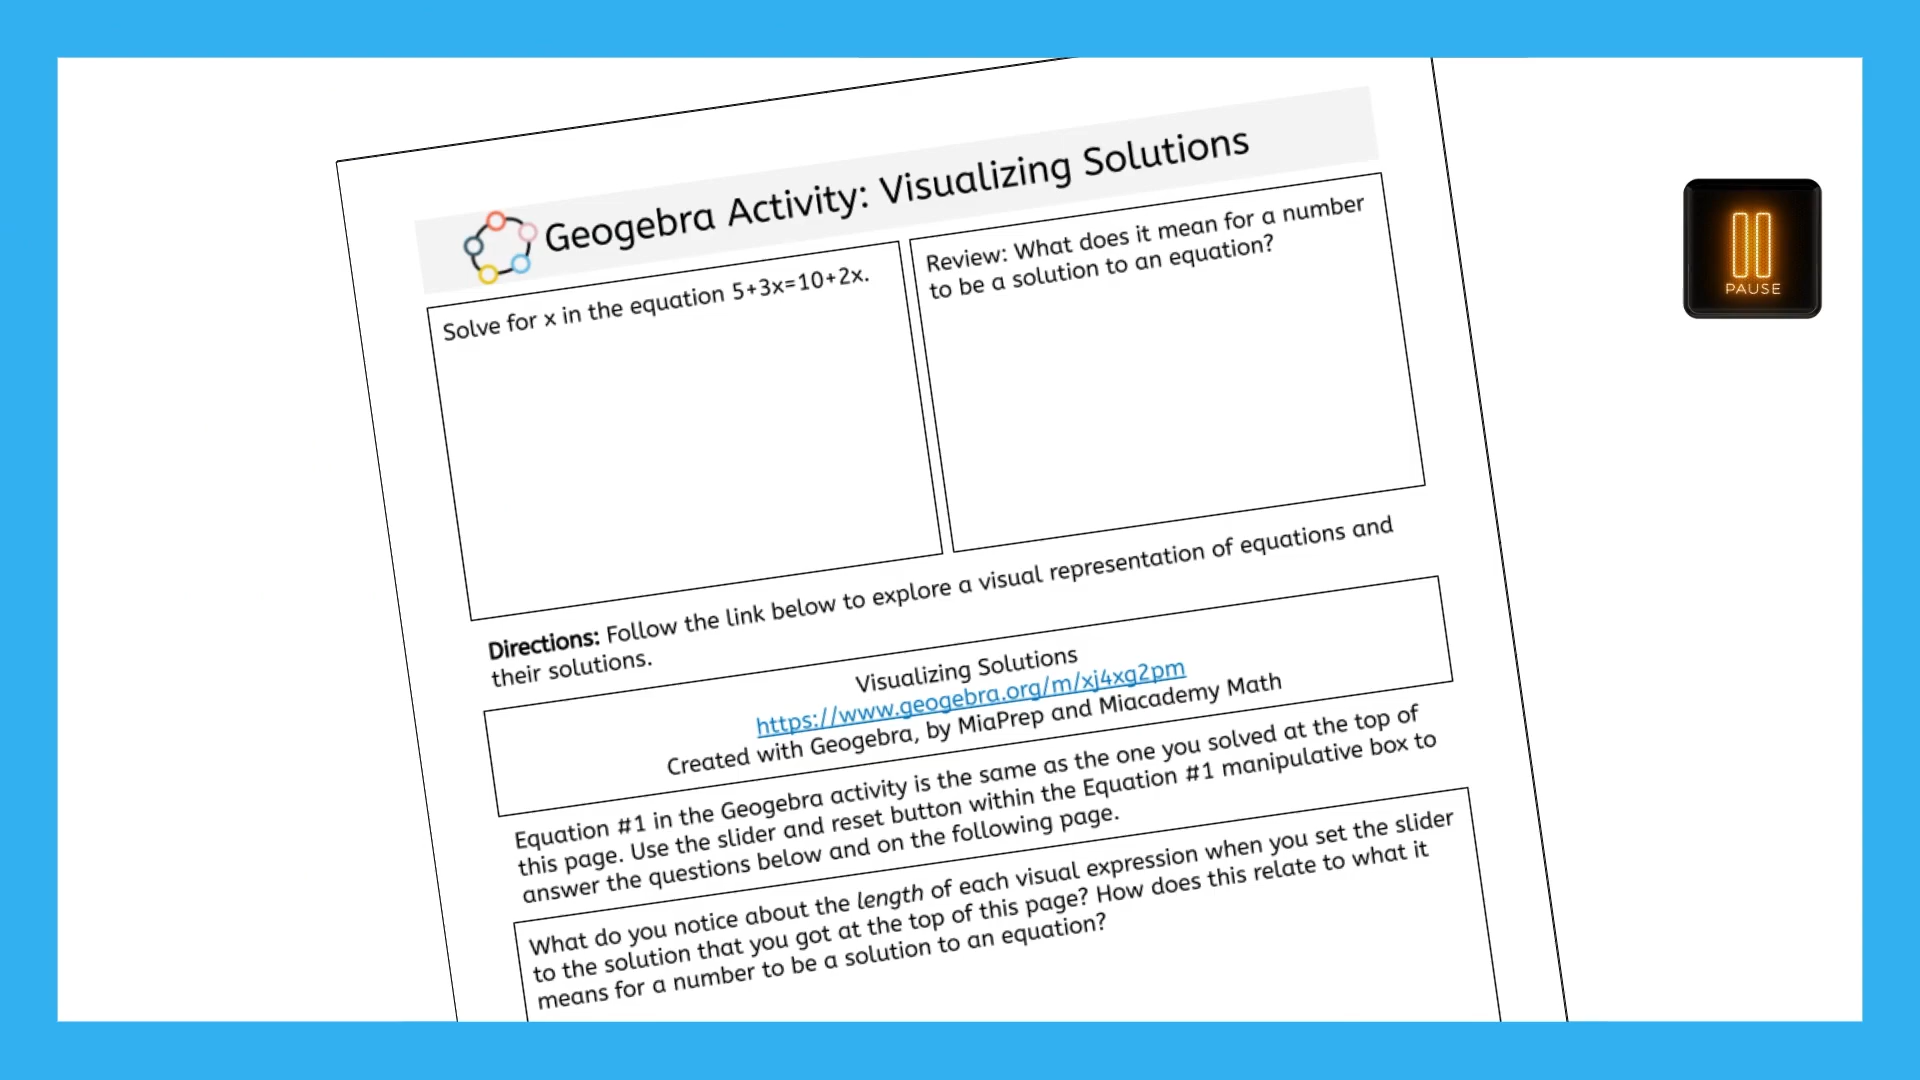 Geogebra Activity: Visualizing Solutions
Solve for x in the equation 5+3x=10+2x.
Review: What does it mean for a number
to be a solution to an equation?
PAUSE
Directions: Follow the link below to explore a visual representation of equations and
their solutions.
Visualizing Solutions
https://www.geogebra.org/m/xj4xg2pm
Created with Geogebra, by MiaPrep and Miacademy Math
Equation #1 in the Geogebra activity is the same as the one you solved at the top of
this page. Use the slider and reset button within the Equation #1 manipulative box to
answer the questions below and on the following page.
What do you notice about the length of each visual expression when you set the slider
to the solution that you got at the top of this page? How does this relate to what it
means for a number to be a solution to an equation?